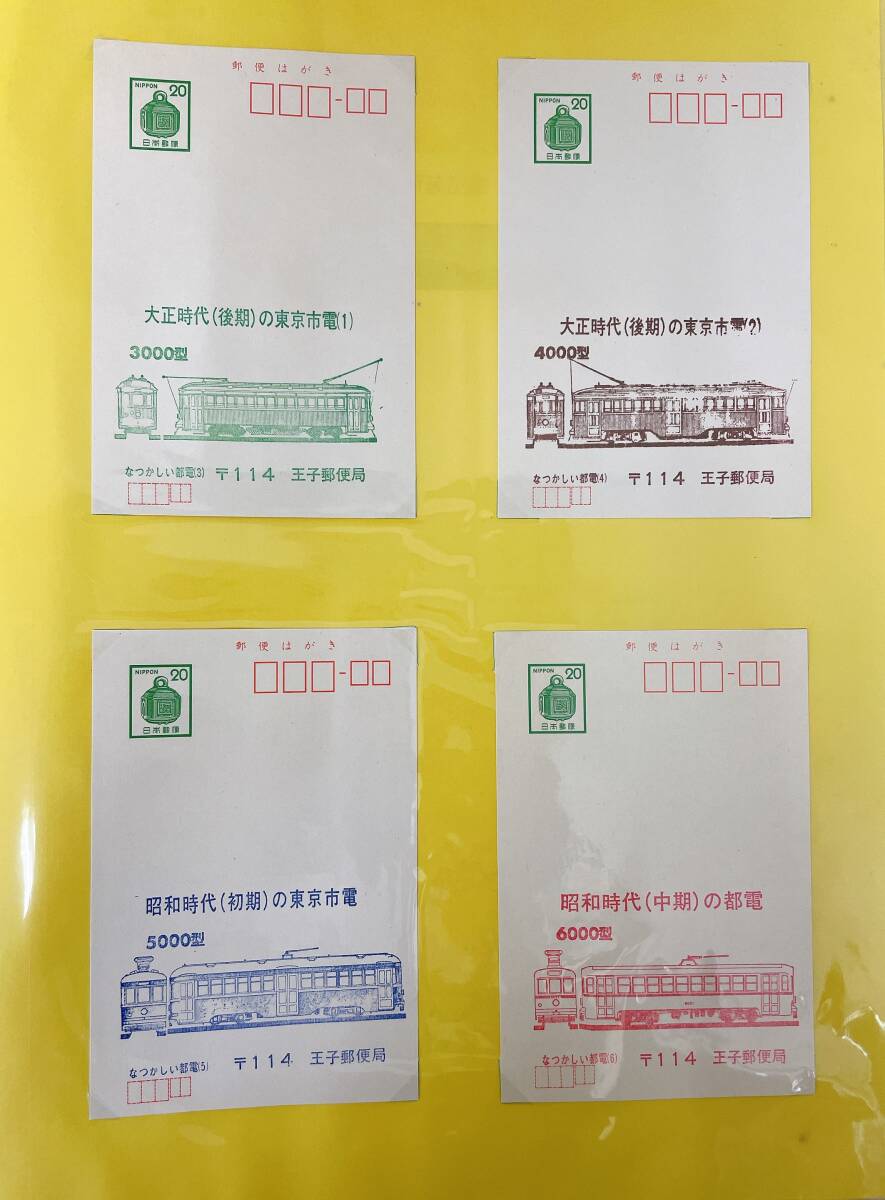 郵便はがき
NIPPON 20
日本郵便
大正時代(後期)の東京市電(1)
3000型
なつかしい都電(3) 〒114 王子郵便局
郵便はがき
NIPPON 20
日本郵便
大正時代(後期)の東京市電(2)
4000型
なつかしい都電(4) 〒114 王子郵便局
郵便はがき
NIPPON 20
日本郵便
昭和時代(初期)の東京市電
5000型
なつかしい都電(5) 〒114 王子郵便局
郵便はがき
NIPPON 20
日本郵便
昭和時代(中期)の都電
6000型
なつかしい都電(6) 〒114 王子郵便局